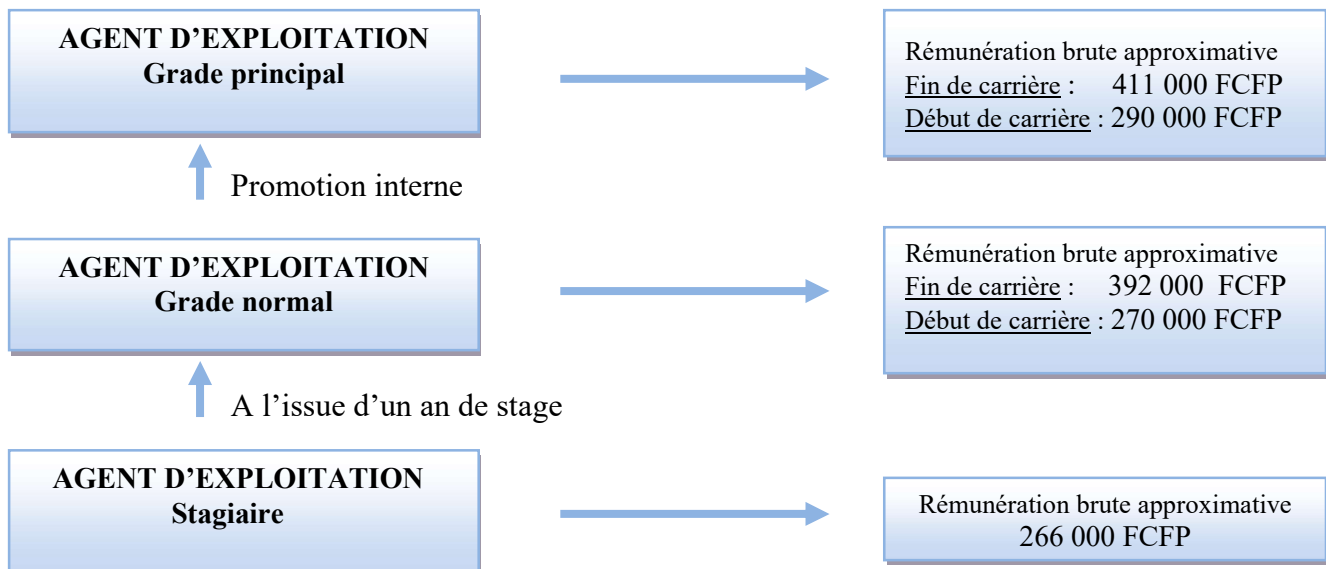 AGENT D'EXPLOITATION
Grade principal
Rémunération brute approximative
Fin de carrière : 411 000 FCFP
Début de carrière : 290 000 FCFP
Promotion interne
AGENT D'EXPLOITATION
Grade normal
Rémunération brute approximative
Fin de carrière : 392 000 FCFP
Début de carrière : 270 000 FCFP
A l’issue d’un an de stage
AGENT D’EXPLOITATION
Stagiaire
Rémunération brute approximative
266 000 FCFP